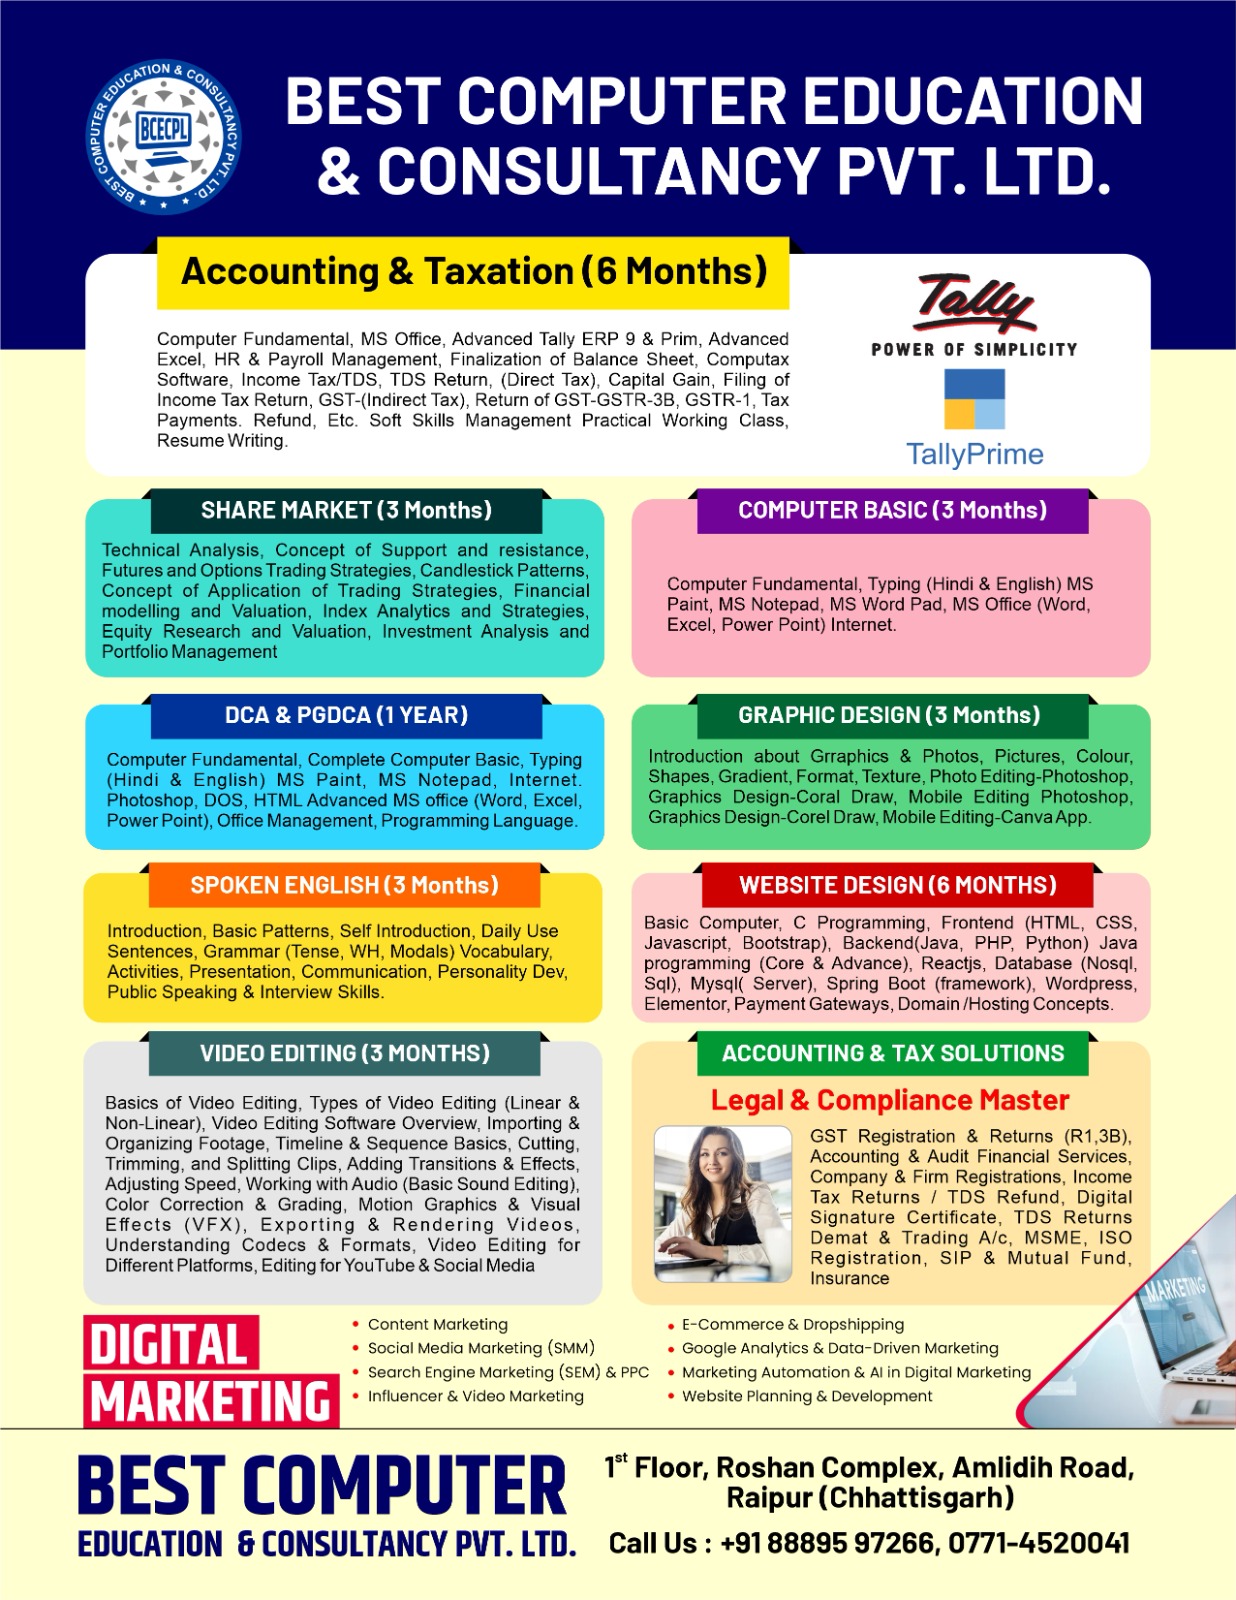 BEST COMPUTER EDUCATION & CONSULTANCY PVT. LTD.
BCECPL
BEST COMPUTER EDUCATION
& CONSULTANCY PVT. LTD.
Accounting & Taxation (6 Months)
Computer Fundamental, MS Office, Advanced Tally ERP 9 & Prim, Advanced
Excel, HR & Payroll Management, Finalization of Balance Sheet, Computax
Software, Income Tax/TDS, TDS Return, (Direct Tax), Capital Gain, Filing of
Income Tax Return, GST-(Indirect Tax), Return of GST-GSTR-3B, GSTR-1, Tax
Payments. Refund, Etc. Soft Skills Management Practical Working Class,
Resume Writing.
Tally
POWER OF SIMPLICITY
TallyPrime
SHARE MARKET (3 Months)
Technical Analysis, Concept of Support and resistance,
Futures and Options Trading Strategies, Candlestick Patterns,
Concept of Application of Trading Strategies, Financial
modelling and Valuation, Index Analytics and Strategies,
Equity Research and Valuation, Investment Analysis and
Portfolio Management
COMPUTER BASIC (3 Months)
Computer Fundamental, Typing (Hindi & English) MS
Paint, MS Notepad, MS Word Pad, MS Office (Word,
Excel, Power Point) Internet.
DCA & PGDCA (1 YEAR)
Computer Fundamental, Complete Computer Basic, Typing
(Hindi & English) MS Paint, MS Notepad, Internet.
Photoshop, DOS, HTML Advanced MS office (Word, Excel,
Power Point), Office Management, Programming Language.
GRAPHIC DESIGN (3 Months)
Introduction about Grraphics & Photos, Pictures, Colour,
Shapes, Gradient, Format, Texture, Photo Editing-Photoshop,
Graphics Design-Coral Draw, Mobile Editing Photoshop,
Graphics Design-Corel Draw, Mobile Editing-Canva App.
SPOKEN ENGLISH (3 Months)
Introduction, Basic Patterns, Self Introduction, Daily Use
Sentences, Grammar (Tense, WH, Modals) Vocabulary,
Activities, Presentation, Communication, Personality Dev,
Public Speaking & Interview Skills.
WEBSITE DESIGN (6 MONTHS)
Basic Computer, C Programming, Frontend (HTML, CSS,
Javascript, Bootstrap), Backend(Java, PHP, Python) Java
programming (Core & Advance), Reactjs, Database (Nosql,
Sql), Mysql( Server), Spring Boot (framework), Wordpress,
Elementor, Payment Gateways, Domain /Hosting Concepts.
VIDEO EDITING (3 MONTHS)
Basics of Video Editing, Types of Video Editing (Linear &
Non-Linear), Video Editing Software Overview, Importing &
Organizing Footage, Timeline & Sequence Basics, Cutting,
Trimming, and Splitting Clips, Adding Transitions & Effects,
Adjusting Speed, Working with Audio (Basic Sound Editing),
Color Correction & Grading, Motion Graphics & Visual
Effects (VFX), Exporting & Rendering Videos,
Understanding Codecs & Formats, Video Editing for
Different Platforms, Editing for YouTube & Social Media
ACCOUNTING & TAX SOLUTIONS
Legal & Compliance Master
GST Registration & Returns (R1,3B),
Accounting & Audit Financial Services,
Company & Firm Registrations, Income
Tax Returns / TDS Refund, Digital
Signature Certificate, TDS Returns
Demat & Trading A/c, MSME, ISO
Registration, SIP & Mutual Fund,
Insurance
DIGITAL
MARKETING
• Content Marketing
• Social Media Marketing (SMM)
• Search Engine Marketing (SEM) & PPC
• Influencer & Video Marketing
• E-Commerce & Dropshipping
• Google Analytics & Data-Driven Marketing
• Marketing Automation & AI in Digital Marketing
• Website Planning & Development
MARKETING
BEST COMPUTER
EDUCATION & CONSULTANCY PVT. LTD.
1st Floor, Roshan Complex, Amlidih Road,
Raipur (Chhattisgarh)
Call Us : +91 88895 97266, 0771-4520041